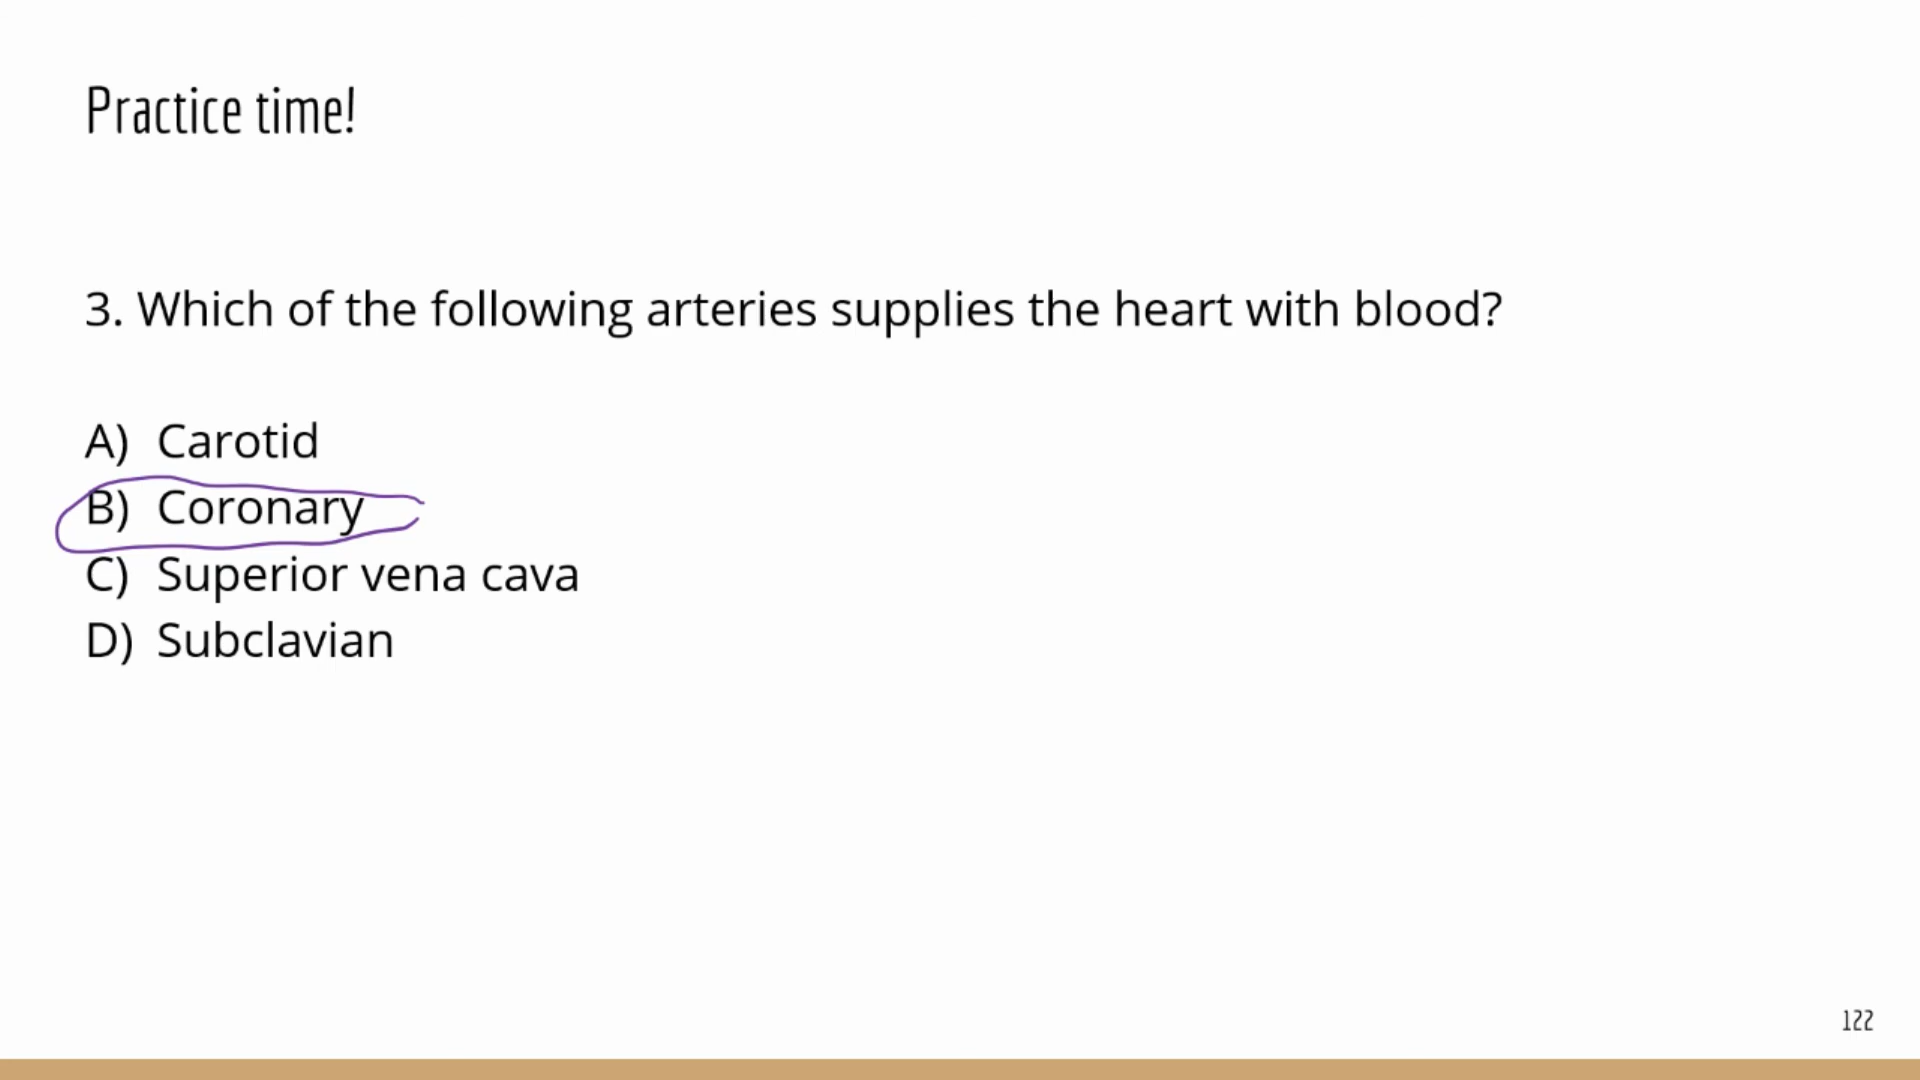 Practice time!
3. Which of the following arteries supplies the heart with blood?
A) Carotid
B) Coronary
C) Superior vena cava
D) Subclavian
122